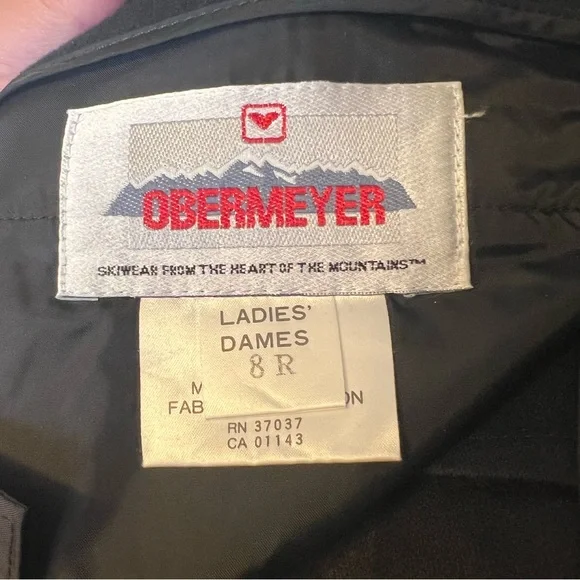 OBERMEYER
SKIWEAR FROM THE HEART OF THE MOUNTAINS™
LADIES'
DAMES
8 R
RN 37037
CA 01143